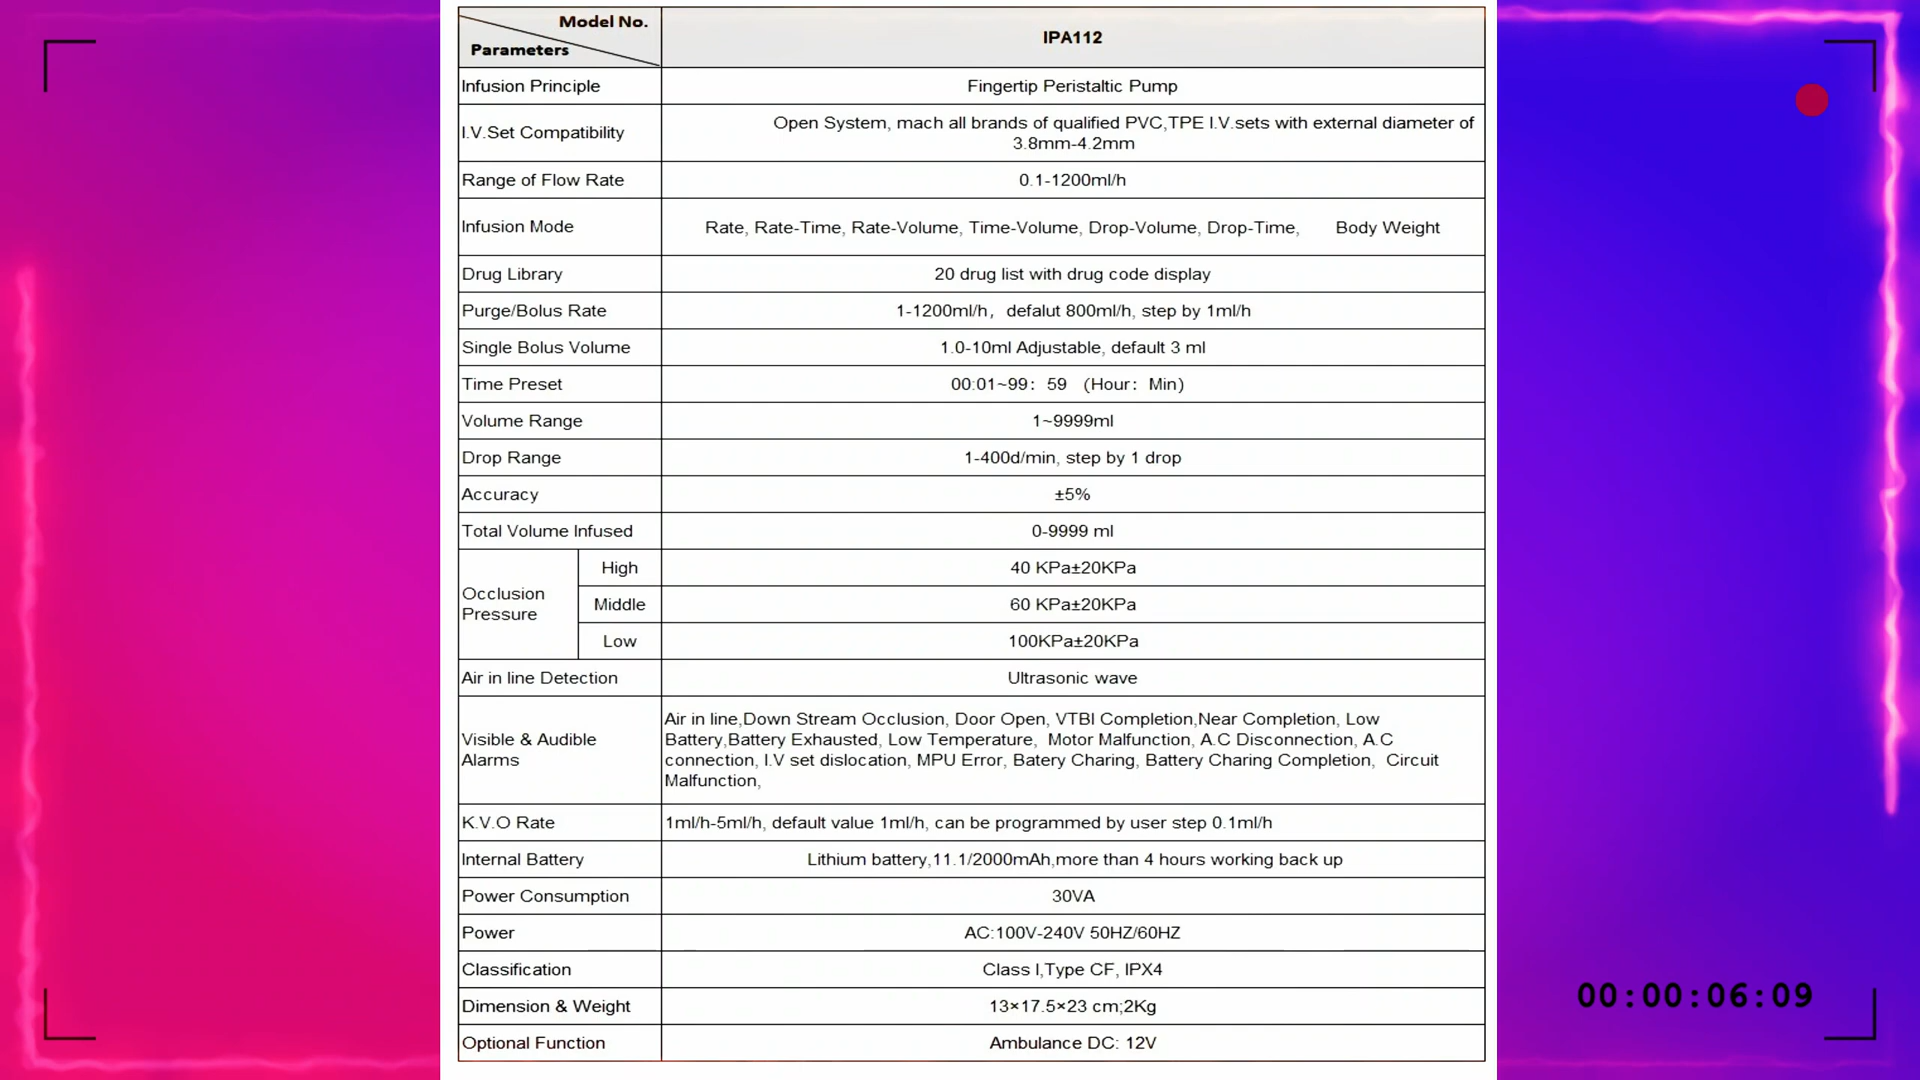 Model No.
Parameters
IPA112
Infusion Principle
Fingertip Peristaltic Pump
I.V.Set Compatibility
Open System, mach all brands of qualified PVC,TPE I.V.sets with external diameter of
3.8mm-4.2mm
Range of Flow Rate
0.1-1200ml/h
Infusion Mode
Rate, Rate-Time, Rate-Volume, Time-Volume, Drop-Volume, Drop-Time, Body Weight
Drug Library
20 drug list with drug code display
Purge/Bolus Rate
1-1200ml/h，defalut 800ml/h, step by 1ml/h
Single Bolus Volume
1.0-10ml Adjustable, default 3 ml
Time Preset
00:01~99：59 （Hour：Min）
Volume Range
1~9999ml
Drop Range
1-400d/min, step by 1 drop
Accuracy
±5%
Total Volume Infused
0-9999 ml
Occlusion
Pressure
High
40 KPa±20KPa
Middle
60 KPa±20KPa
Low
100KPa±20KPa
Air in line Detection
Ultrasonic wave
Visible & Audible
Alarms
Air in line,Down Stream Occlusion, Door Open, VTBI Completion,Near Completion, Low
Battery,Battery Exhausted, Low Temperature, Motor Malfunction, A.C Disconnection, A.C
connection, I.V set dislocation, MPU Error, Batery Charing, Battery Charing Completion, Circuit
Malfunction,
K.V.O Rate
1ml/h-5ml/h, default value 1ml/h, can be programmed by user step 0.1ml/h
Internal Battery
Lithium battery,11.1/2000mAh,more than 4 hours working back up
Power Consumption
30VA
Power
AC:100V-240V 50HZ/60HZ
Classification
Class I,Type CF, IPX4
Dimension & Weight
13×17.5×23 cm;2Kg
Optional Function
Ambulance DC: 12V
00:00:06:09